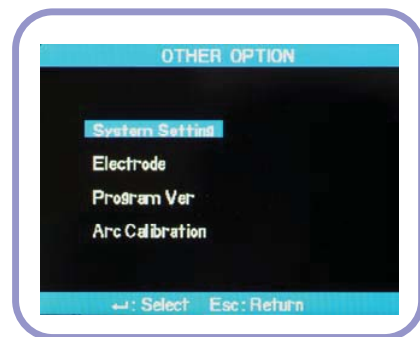 OTHER OPTION
System Setting
Electrode
Program Ver
Arc Calibration
↵: Select Esc: Return